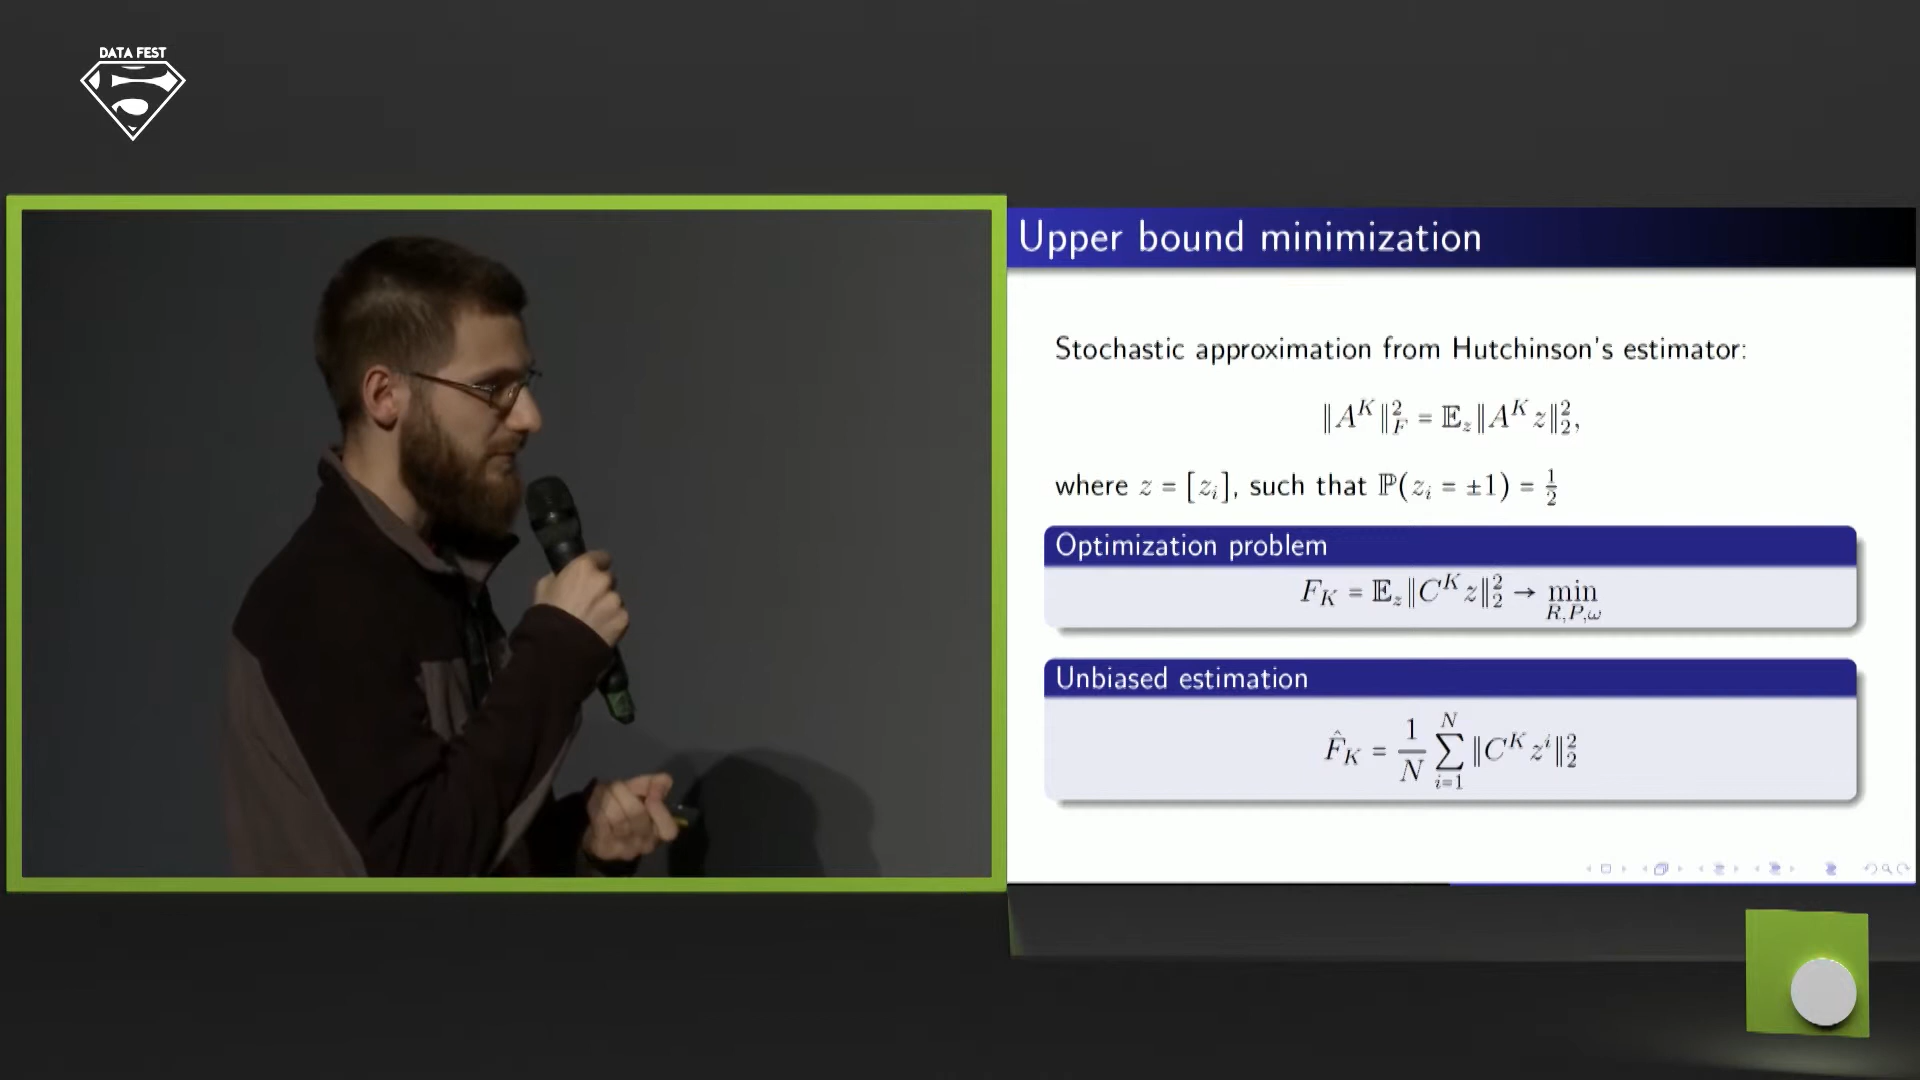 DATA FEST
Upper bound minimization
Stochastic approximation from Hutchinson's estimator:
‖A^K‖_F^2 = 𝔼_z‖A^K z‖_2^2,
where z = [z_i], such that ℙ(z_i = ±1) = 1/2
Optimization problem
F_K = 𝔼_z‖C^K z‖_2^2 → min_{R,P,ω}
Unbiased estimation
F̂_K = 1/N ∑_{i=1}^N ‖C^K z^i‖_2^2